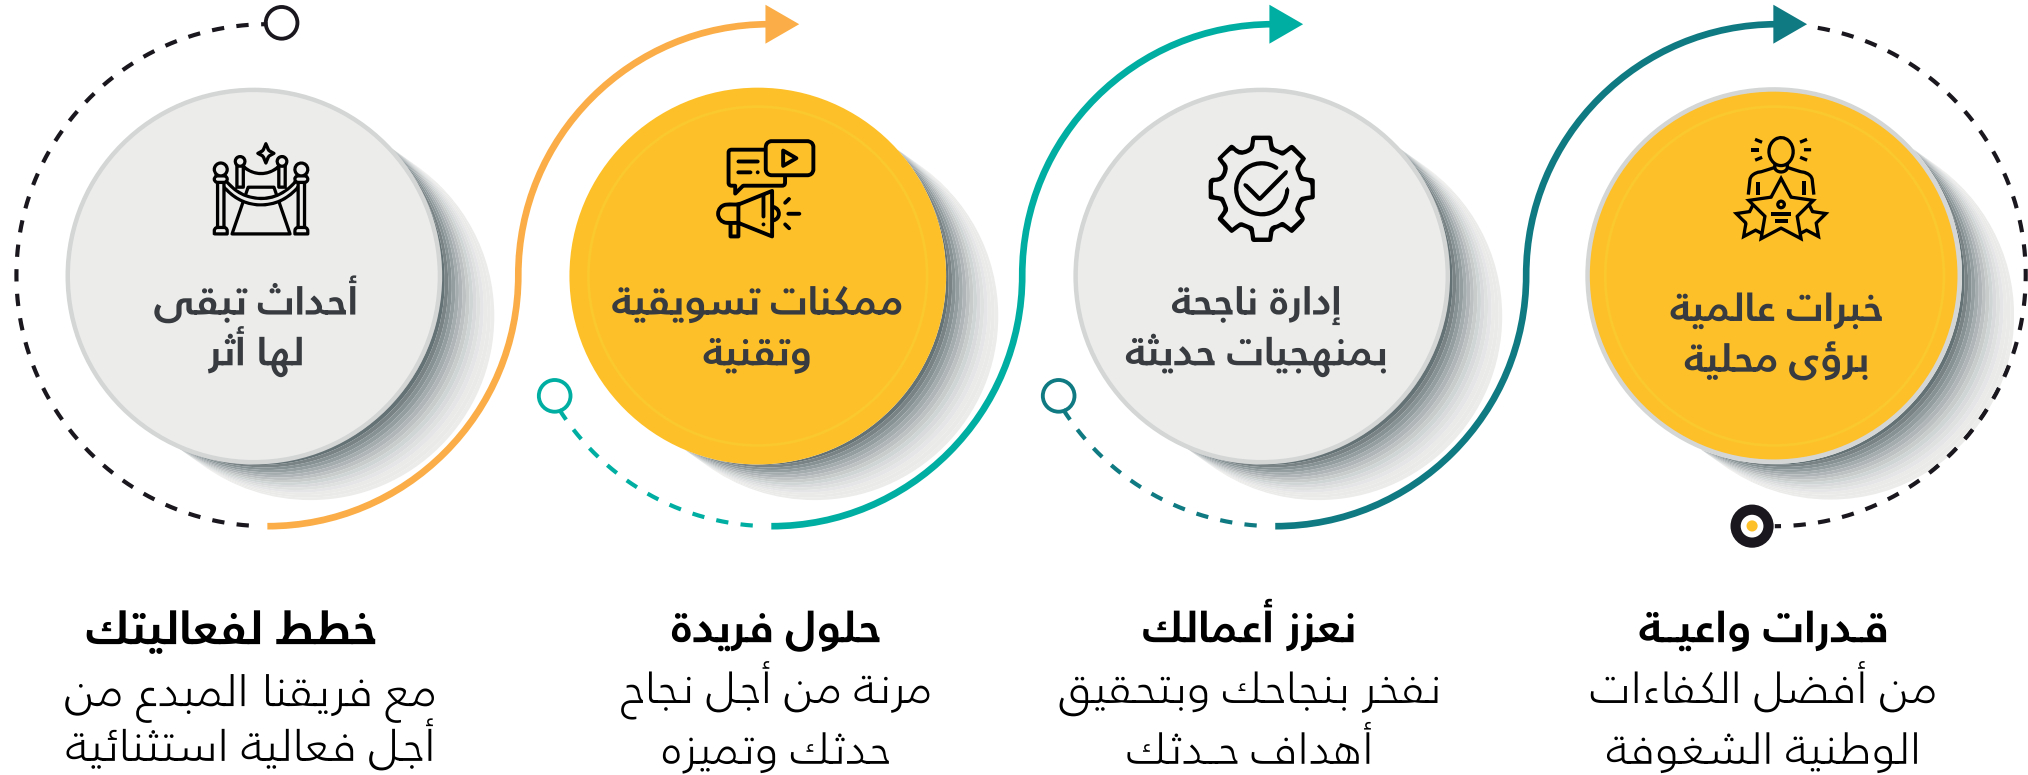 خبرات عالمية
برؤى محلية
إدارة ناجحة
بمنهجيات حديثة
ممكنات تسويقية
وتقنية
أحداث تبقى
لها أثر
قـدرات واعيـة
من أفضل الكفاءات
الوطنية الشغوفة
نعزز أعمالك
نفخر بنجاحك وبتحقيق
أهداف حـدثك
حلول فريدة
مرنة من أجل نجاح
حدثك وتميزه
خطط لفعاليتك
مع فريقنا المبدع من
أجل فعالية استثنائية